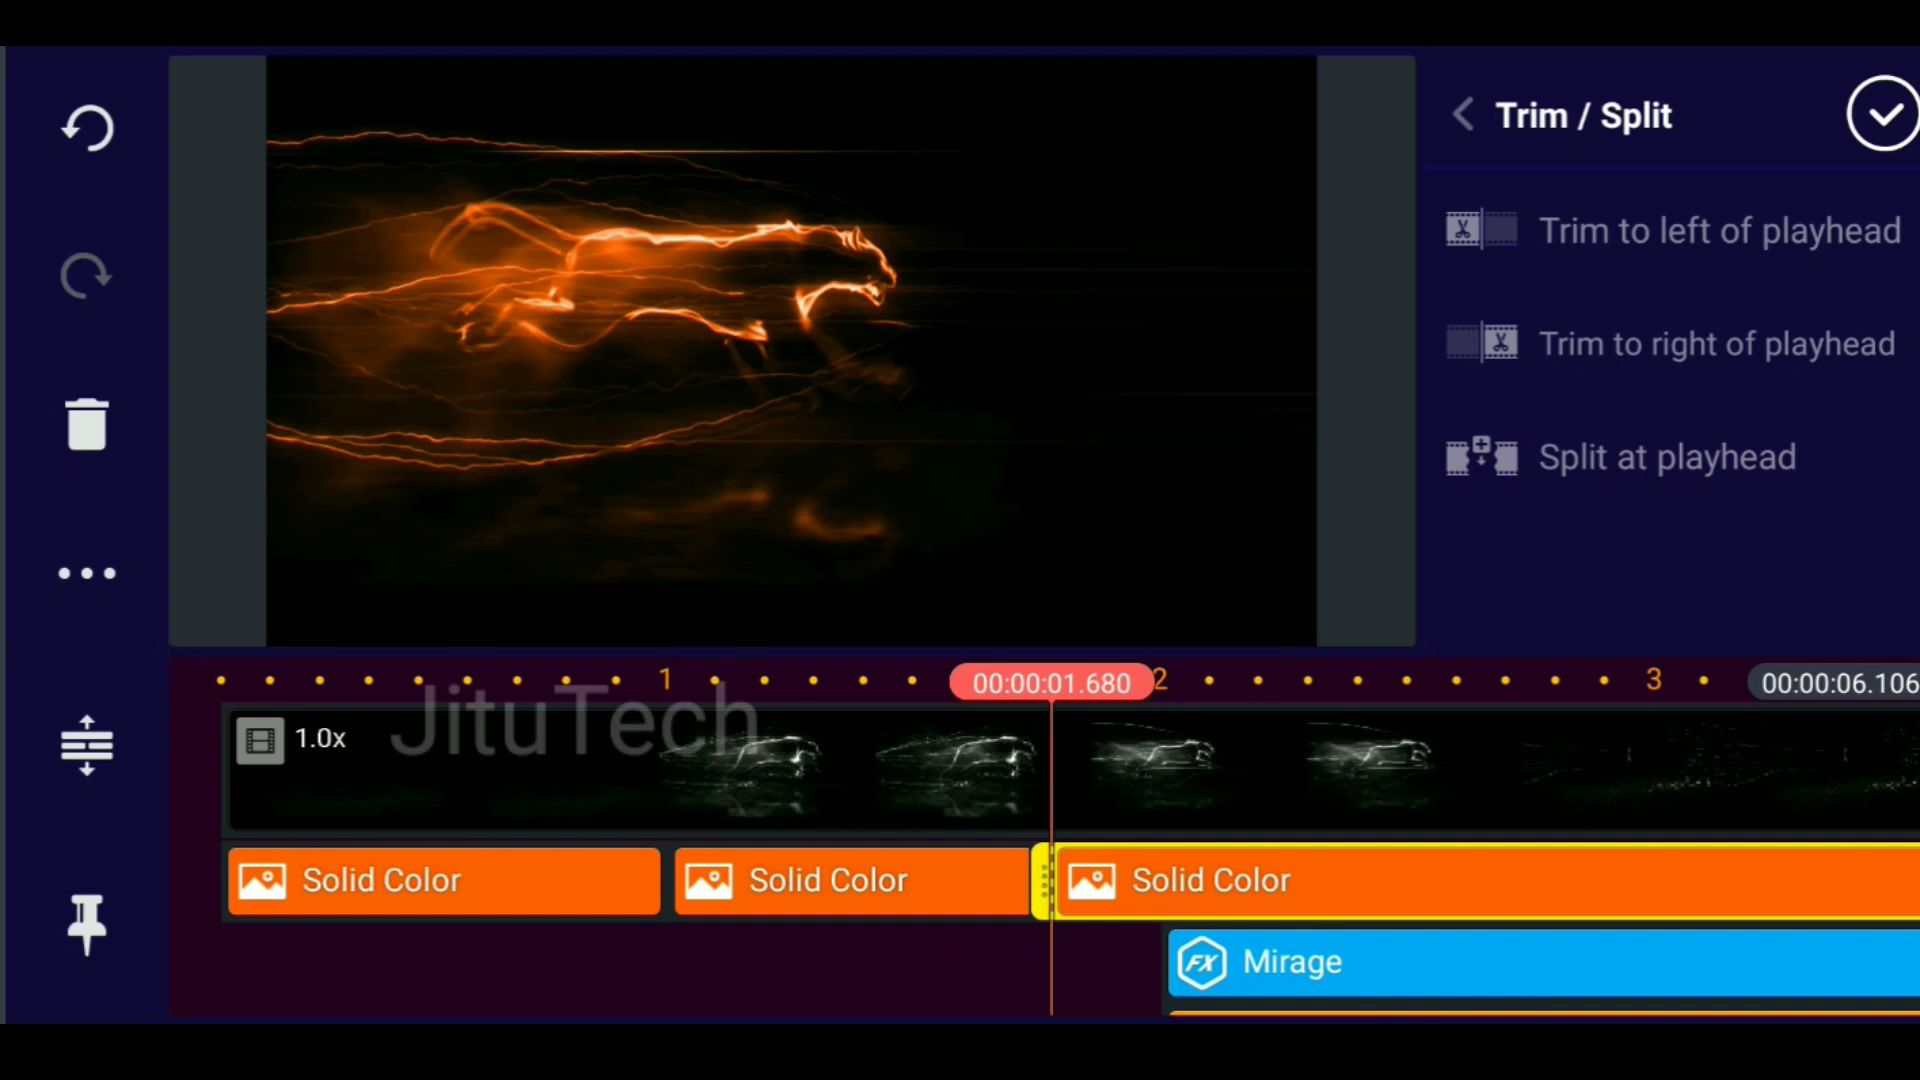 Trim / Split
Trim to left of playhead
Trim to right of playhead
Split at playhead
1
00:00:01.680
2
3
00:00:06.106
1.0x
JituTech
Solid Color
Solid Color
Solid Color
FX
Mirage